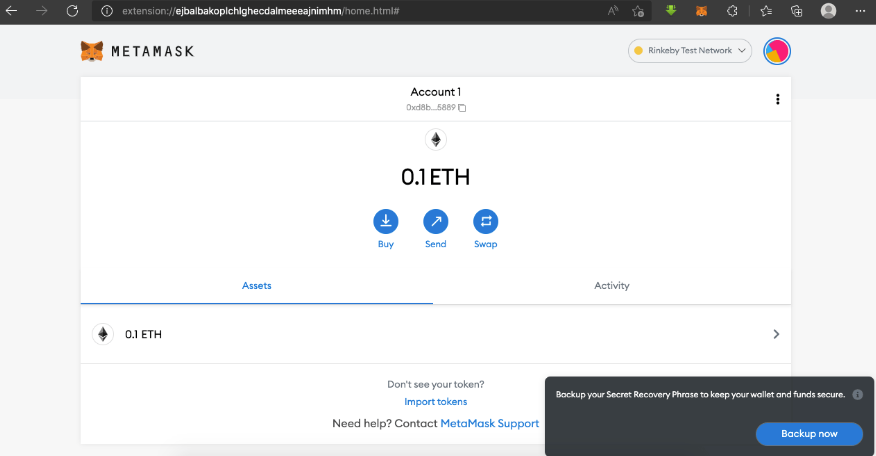 extension://ejbalbakoplchlghecdalmeeeajnimhm/home.html#
METAMASK
Rinkeby Test Network
Account 1
0xd8b...5889
0.1 ETH
Buy
Send
Swap
Assets
Activity
0.1 ETH
Don't see your token?
Import tokens
Need help? Contact MetaMask Support
Backup your Secret Recovery Phrase to keep your wallet and funds secure.
Backup now